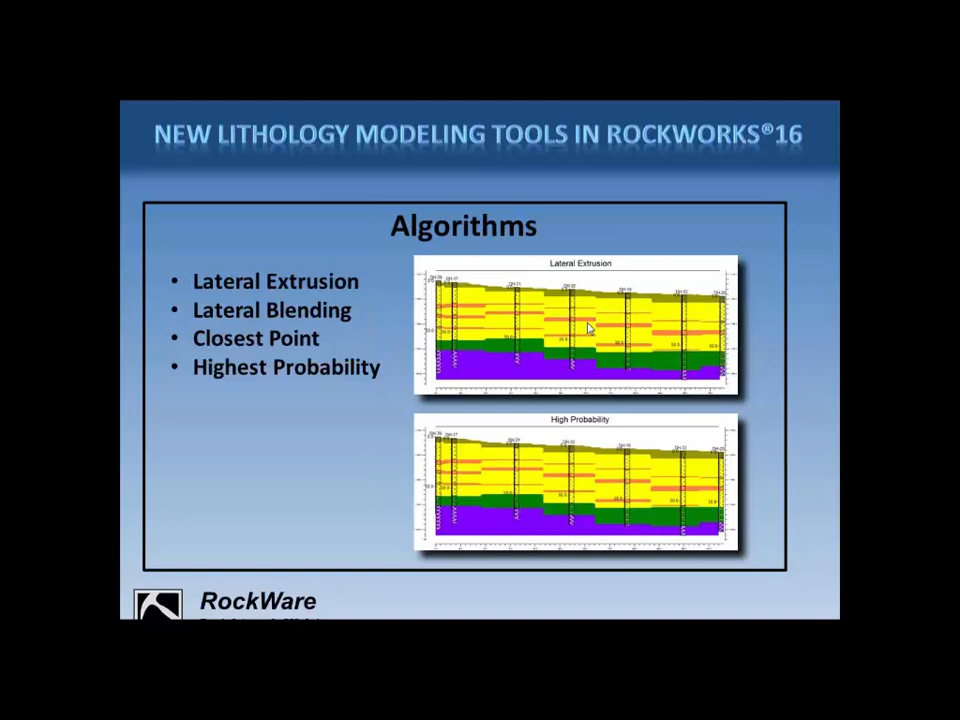 NEW LITHOLOGY MODELING TOOLS IN ROCKWORKS®16
Algorithms
• Lateral Extrusion
• Lateral Blending
• Closest Point
• Highest Probability
Lateral Extrusion
High Probability
RockWare